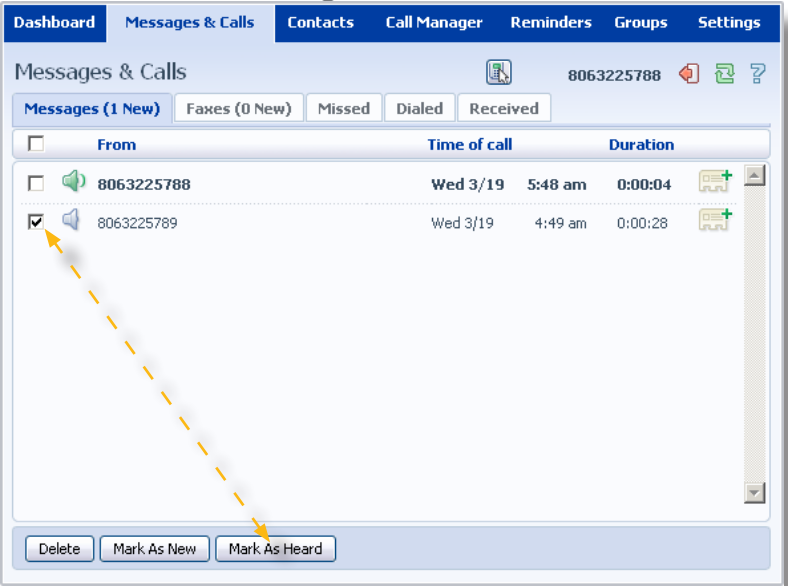 Dashboard Messages & Calls Contacts Call Manager Reminders Groups Settings
Messages & Calls 8063225788 ?
Messages (1 New) Faxes (0 New) Missed Dialed Received
From Time of call Duration
8063225788 Wed 3/19 5:48 am 0:00:04
8063225789 Wed 3/19 4:49 am 0:00:28
Delete Mark As New Mark As Heard